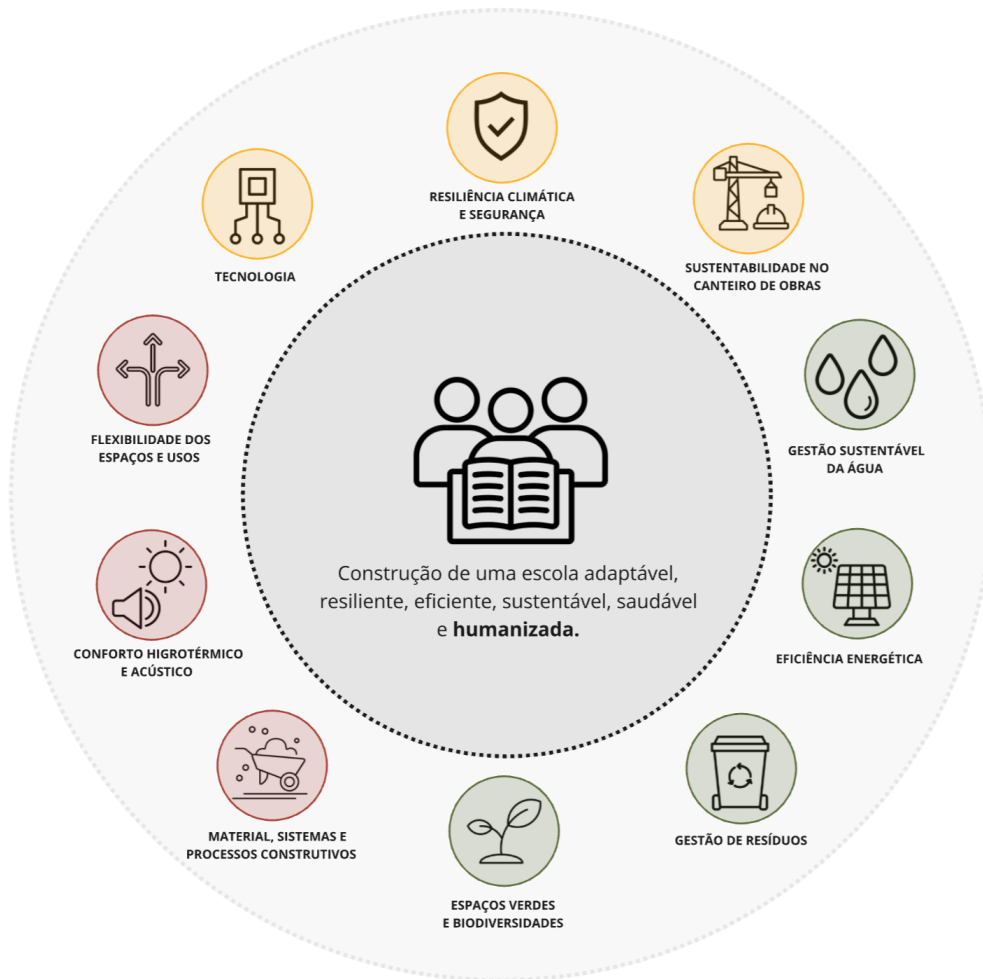 RESILIÊNCIA CLIMÁTICA
E SEGURANÇA
SUSTENTABILIDADE NO
CANTEIRO DE OBRAS
GESTÃO SUSTENTÁVEL
DA ÁGUA
EFICIÊNCIA ENERGÉTICA
GESTÃO DE RESÍDUOS
ESPAÇOS VERDES
E BIODIVERSIDADES
MATERIAL, SISTEMAS E
PROCESSOS CONSTRUTIVOS
CONFORTO HIGROTÉRMICO
E ACÚSTICO
FLEXIBILIDADE DOS
ESPAÇOS E USOS
TECNOLOGIA
Construção de uma escola adaptável,
resiliente, eficiente, sustentável, saudável
e humanizada.